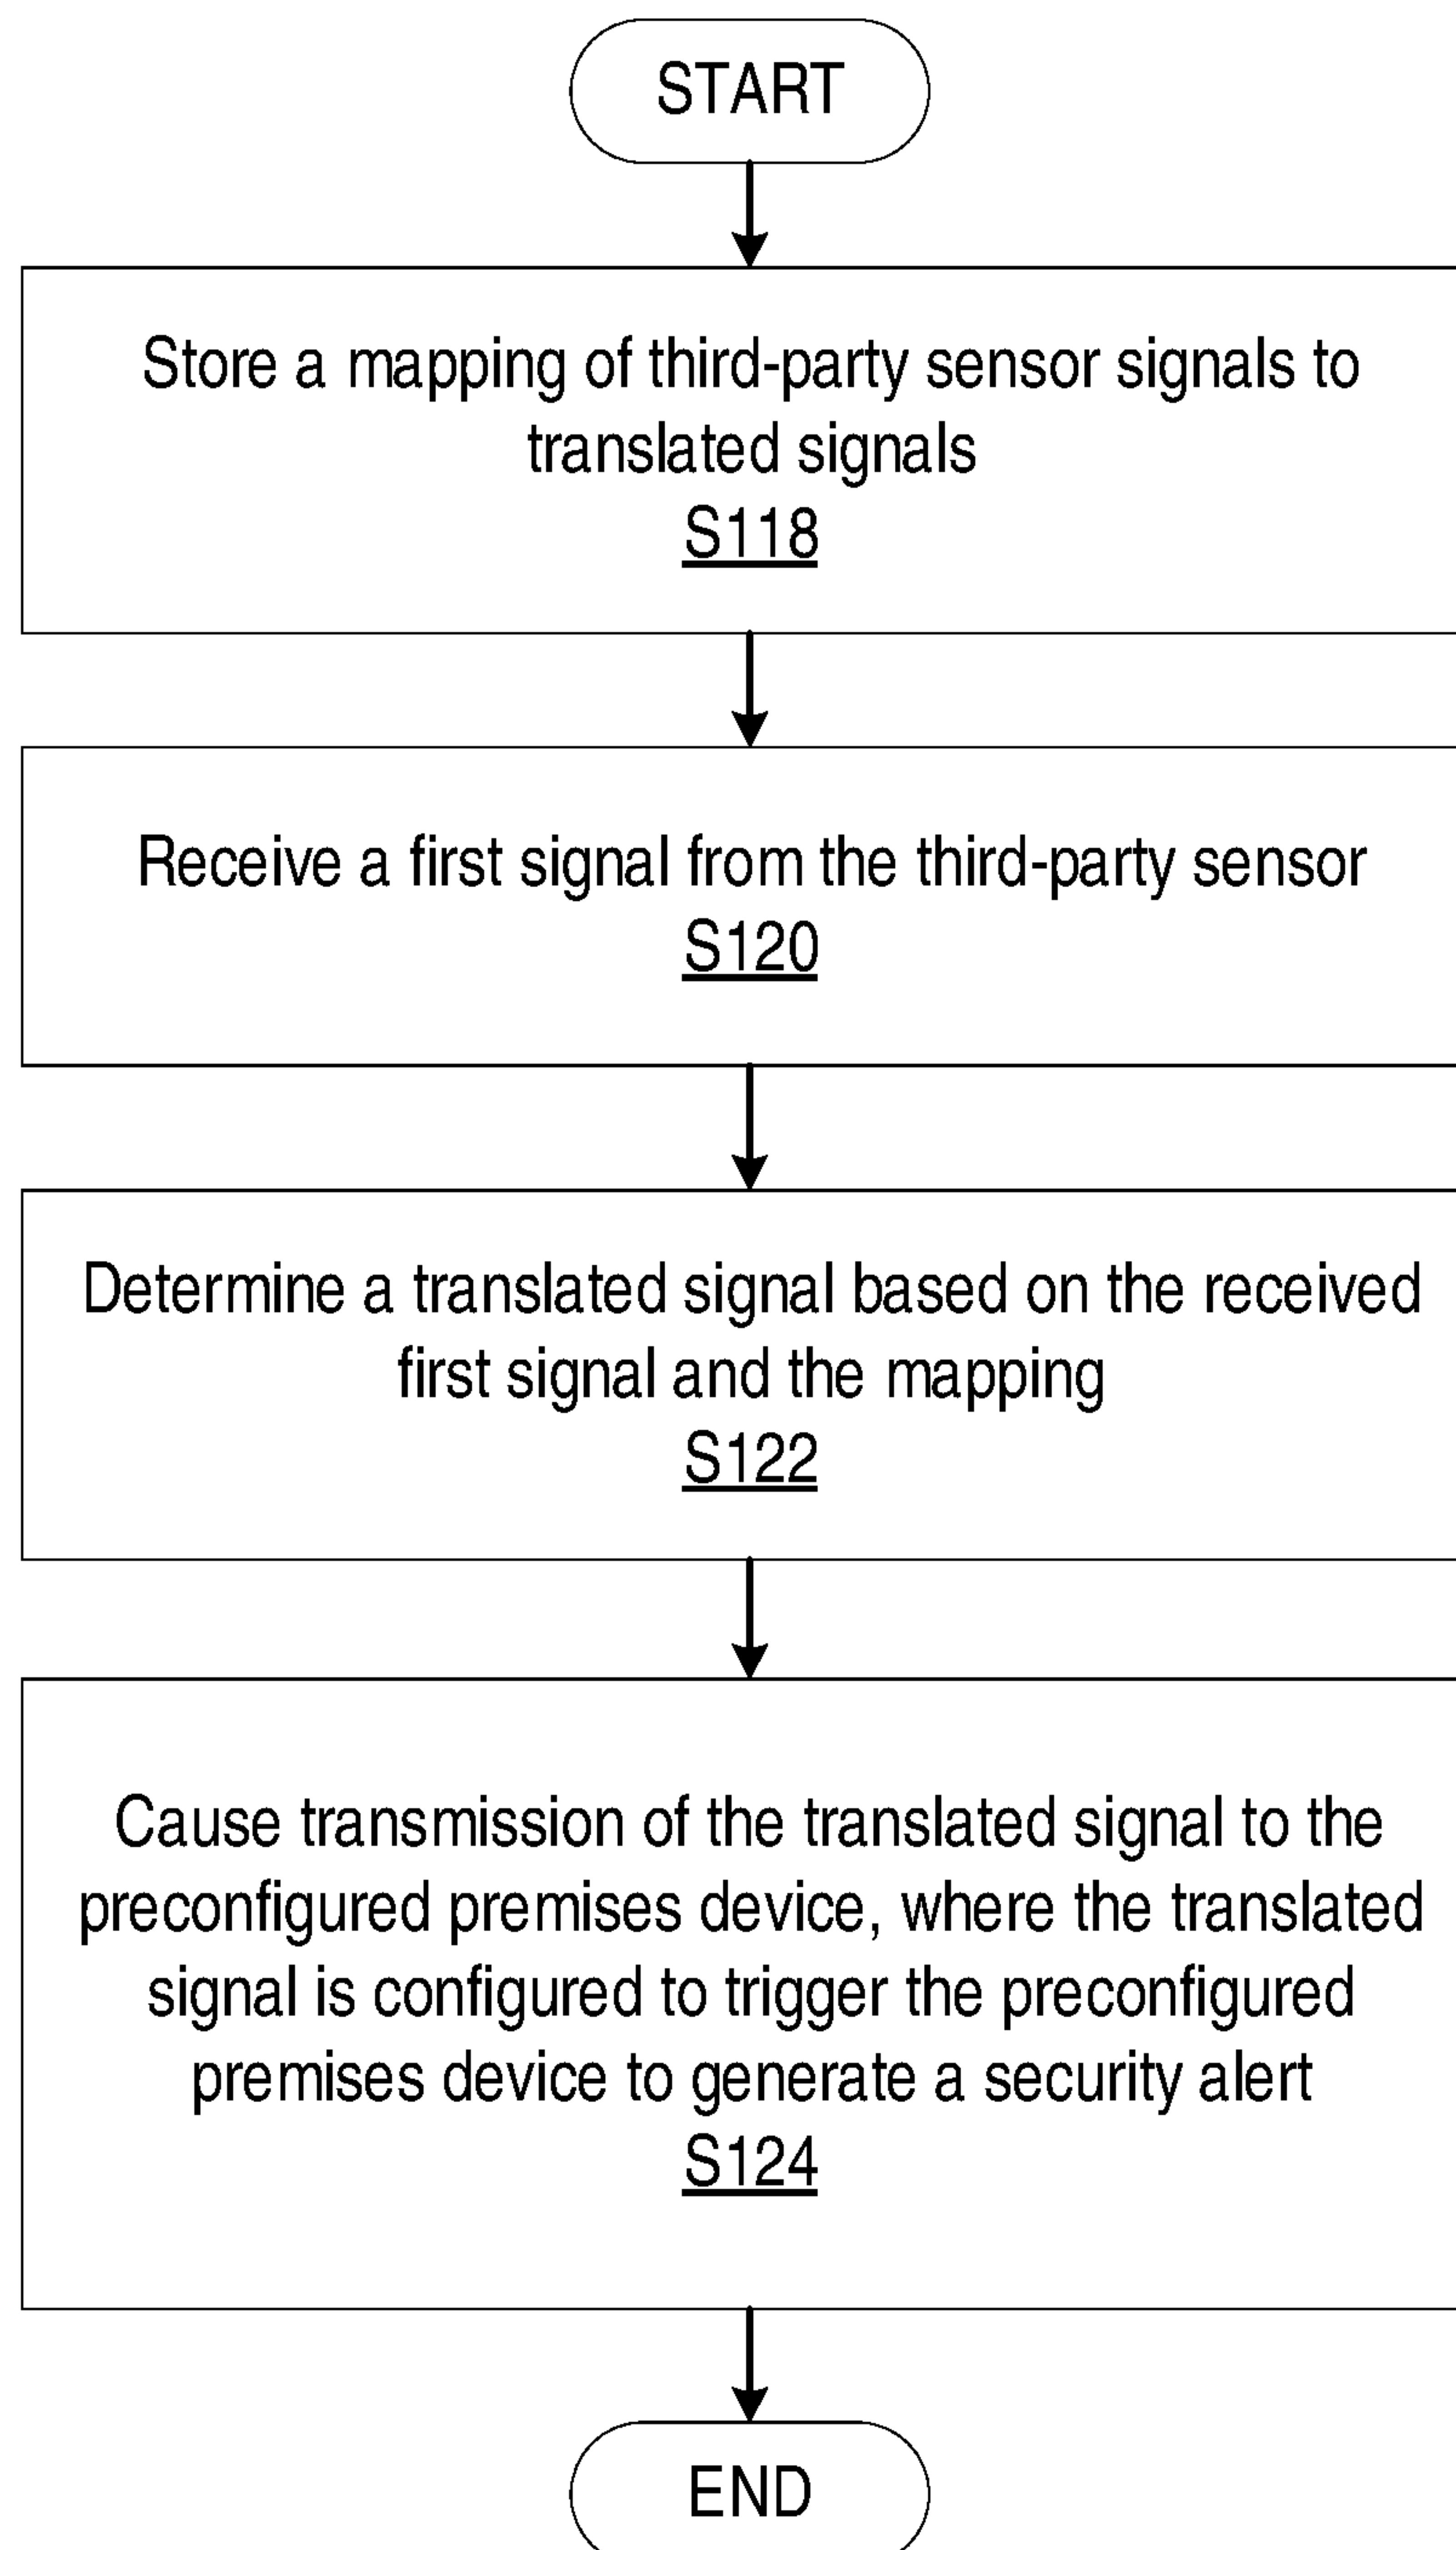 START
Store a mapping of third-party sensor signals to
translated signals
S118
Receive a first signal from the third-party sensor
S120
Determine a translated signal based on the received
first signal and the mapping
S122
Cause transmission of the translated signal to the
preconfigured premises device, where the translated
signal is configured to trigger the preconfigured
premises device to generate a security alert
S124
END